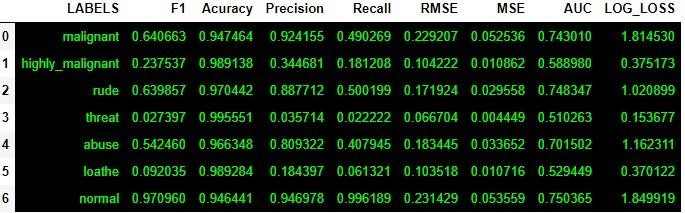 LABELS F1 Acuracy Precision Recall RMSE MSE AUC LOG_LOSS
0 malignant 0.640663 0.947464 0.924155 0.490269 0.229207 0.052536 0.743010 1.814530
1 highly_malignant 0.237537 0.989138 0.344681 0.181208 0.104222 0.010862 0.588980 0.375173
2 rude 0.639857 0.970442 0.887712 0.500199 0.171924 0.029558 0.748347 1.020899
3 threat 0.027397 0.995551 0.035714 0.022222 0.066704 0.004449 0.510263 0.153677
4 abuse 0.542460 0.966348 0.809322 0.407945 0.183445 0.033652 0.701502 1.162311
5 loathe 0.092035 0.989284 0.184397 0.061321 0.103518 0.010716 0.529449 0.370122
6 normal 0.970960 0.946441 0.946978 0.996189 0.231429 0.053559 0.750365 1.849919